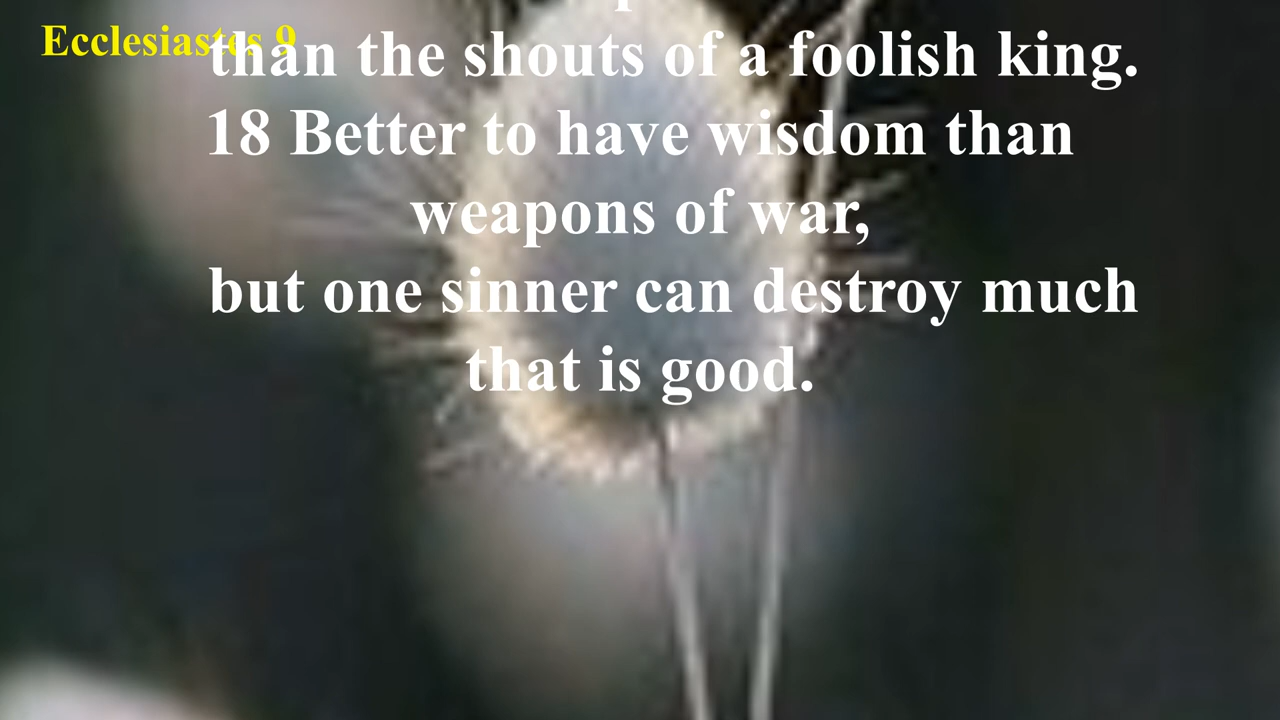 Ecclesiastes 9
than the shouts of a foolish king.
18 Better to have wisdom than
weapons of war,
but one sinner can destroy much
that is good.